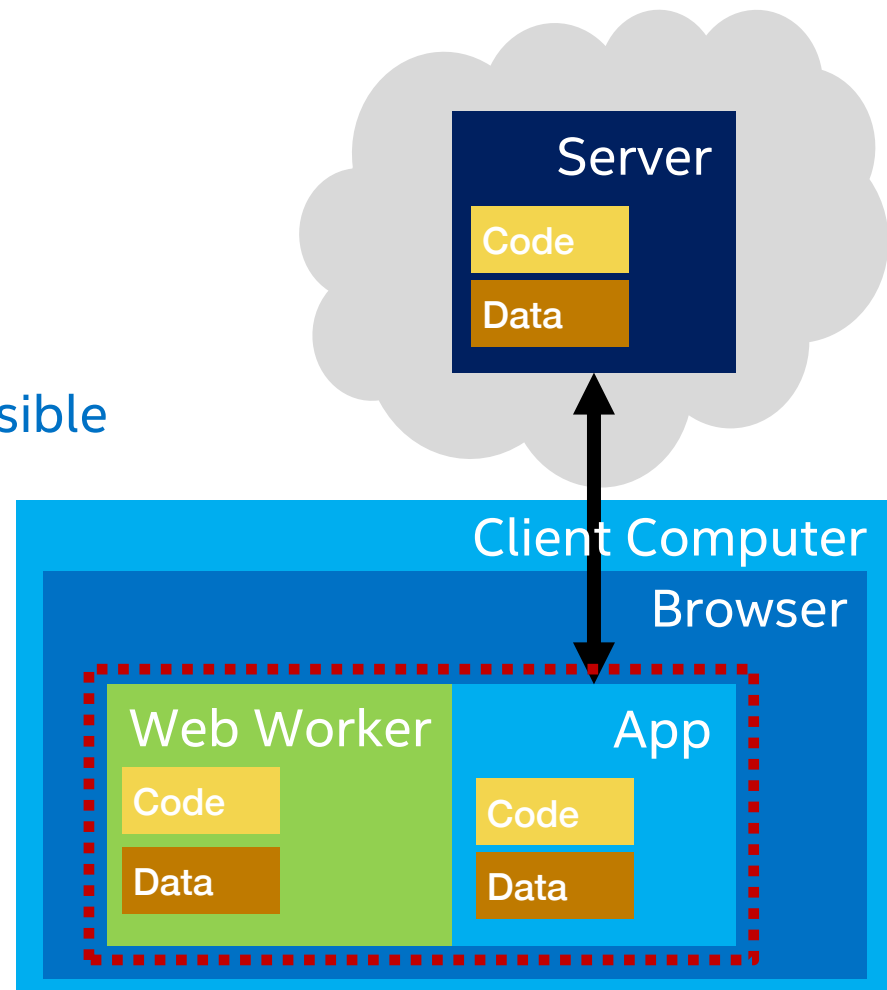 Server
Code
Data
sible
Client Computer
Browser
Web Worker
App
Code
Code
Data
Data